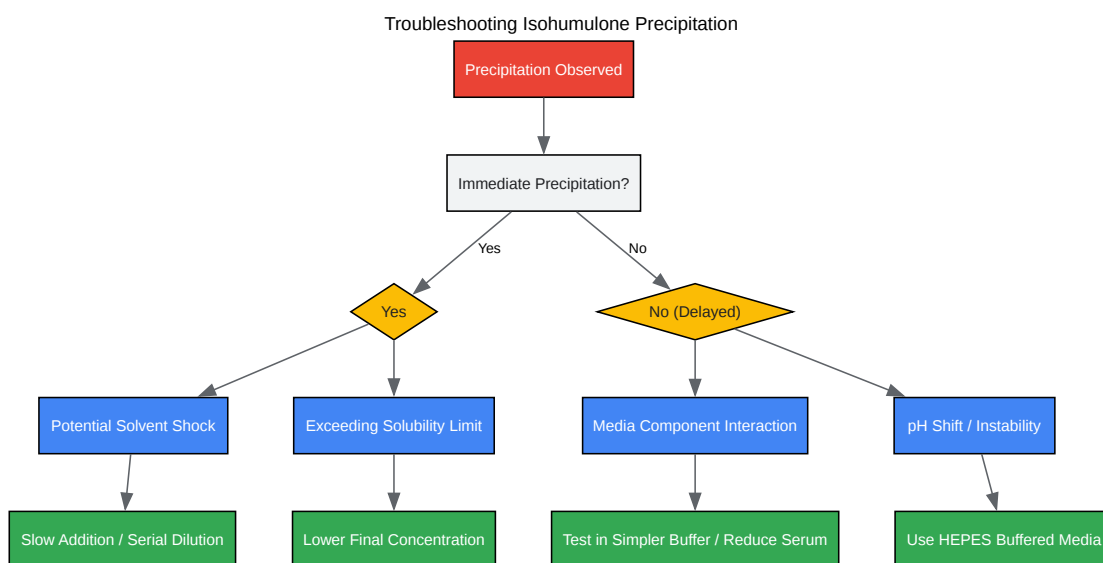 Troubleshooting Isohumulone Precipitation
Precipitation Observed
Immediate Precipitation?
Yes
No
Yes
No (Delayed)
Potential Solvent Shock
Exceeding Solubility Limit
Media Component Interaction
pH Shift / Instability
Slow Addition / Serial Dilution
Lower Final Concentration
Test in Simpler Buffer / Reduce Serum
Use HEPES Buffered Media